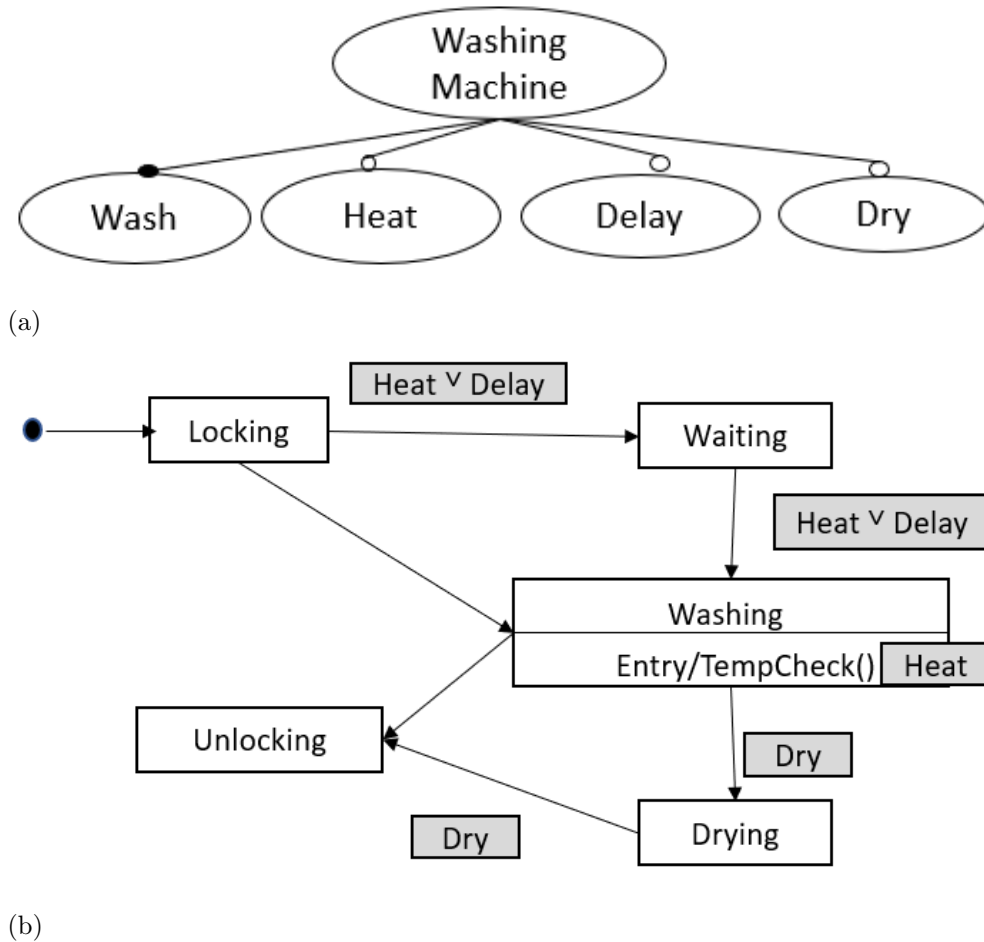 Washing
Machine
Wash
Heat
Delay
Dry
(a)
Heat ˅ Delay
Locking
Waiting
Heat ˅ Delay
Washing
Entry/TempCheck()
Heat
Unlocking
Dry
Dry
Drying
(b)